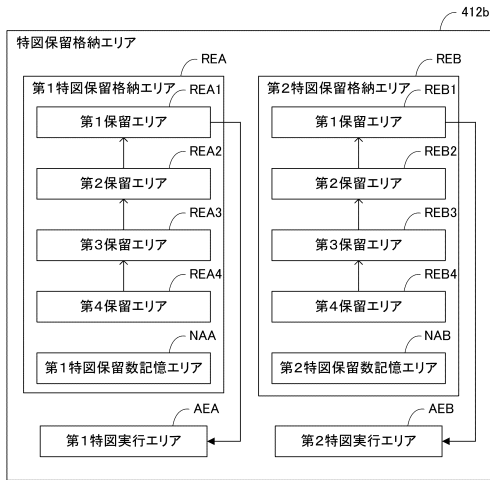 412b
特図保留格納エリア
REA
第1特図保留格納エリア
REA1
第1保留エリア
REA2
第2保留エリア
REA3
第3保留エリア
REA4
第4保留エリア
NAA
第1特図保留数記憶エリア
AEA
第1特図実行エリア
REB
第2特図保留格納エリア
REB1
第1保留エリア
REB2
第2保留エリア
REB3
第3保留エリア
REB4
第4保留エリア
NAB
第2特図保留数記憶エリア
AEB
第2特図実行エリア